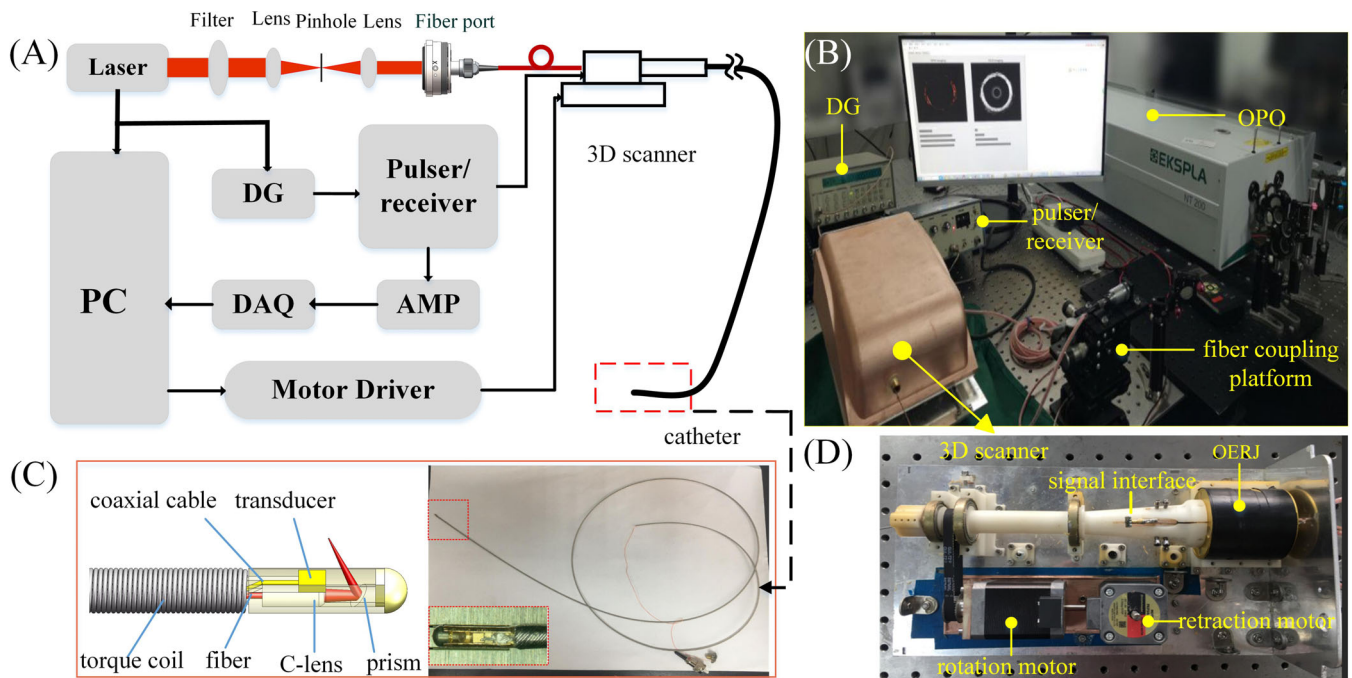 (A)
Filter
Lens
Pinhole
Lens
Fiber port
Laser
DG
Pulser/
receiver
3D scanner
PC
DAQ
AMP
Motor Driver
catheter
(B)
DG
OPO
EKSPLA
NT 200
pulser/
receiver
fiber coupling
platform
3D scanner
(C)
coaxial cable
transducer
torque coil
fiber
C-lens
prism
(D)
OERJ
signal interface
retraction motor
rotation motor